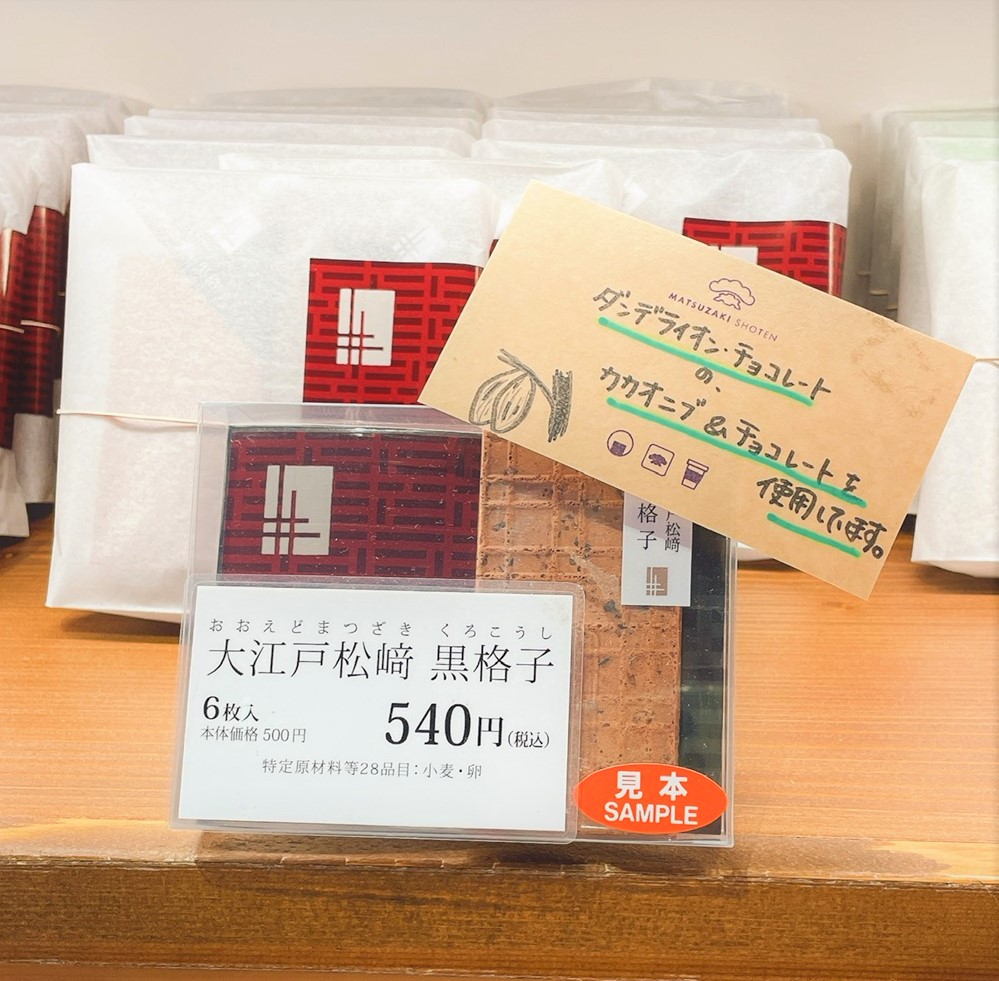 MATSUZAKI SHOTEN
ダンデライオン・チョコレート
の、
カカオニブ&チョコレートを
使用してます。
松﨑
格子
おおえどまつざき くろこうし
大江戸松﨑 黒格子
6枚入
本体価格 500円
540円(税込)
特定原材料等28品目:小麦・卵
見本
SAMPLE